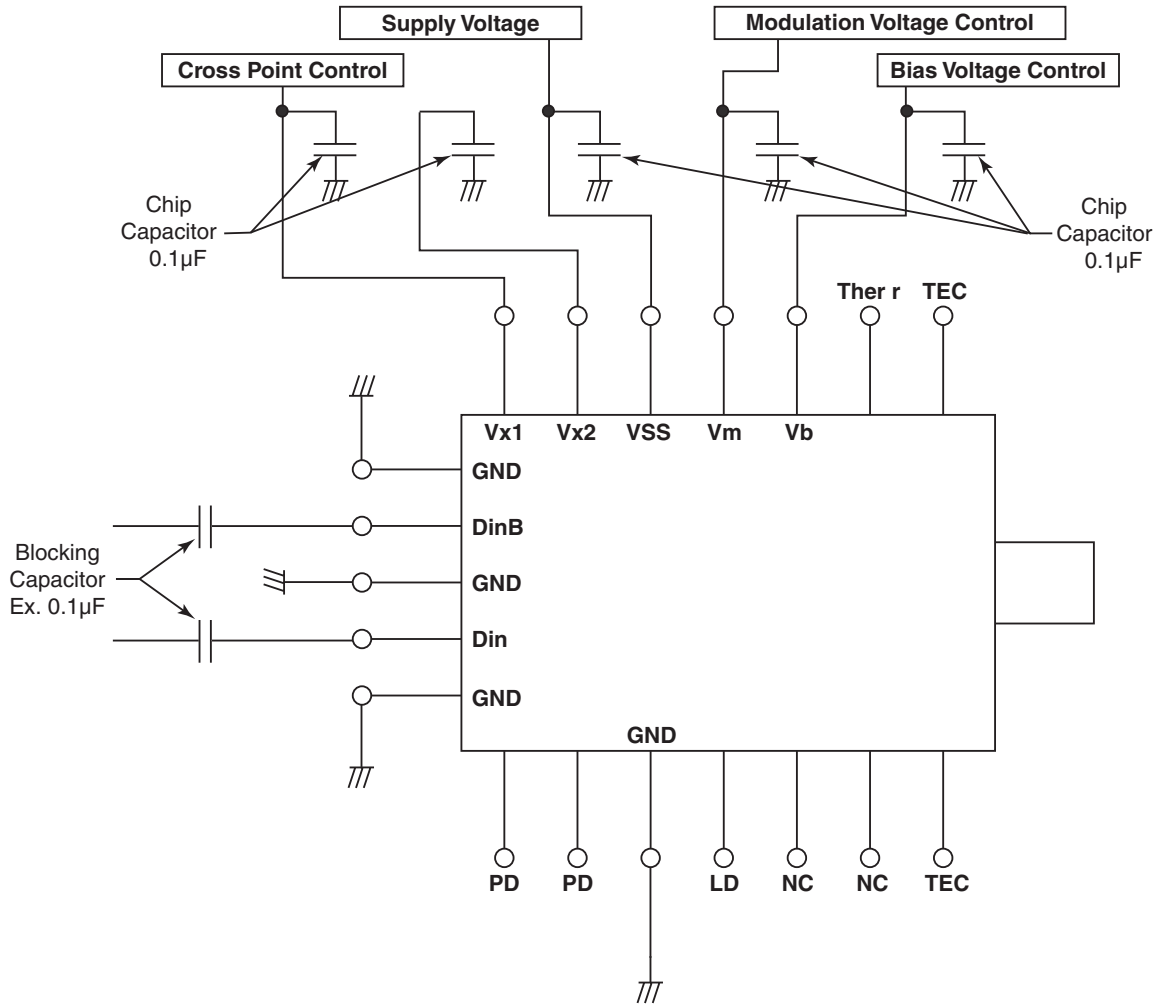 Supply Voltage
Modulation Voltage Control
Cross Point Control
Bias Voltage Control
Chip
Capacitor
0.1µF
Chip
Capacitor
0.1µF
Ther r
TEC
Vx1
Vx2
VSS
Vm
Vb
GND
DinB
Blocking
Capacitor
Ex. 0.1µF
GND
Din
GND
GND
PD
PD
LD
NC
NC
TEC